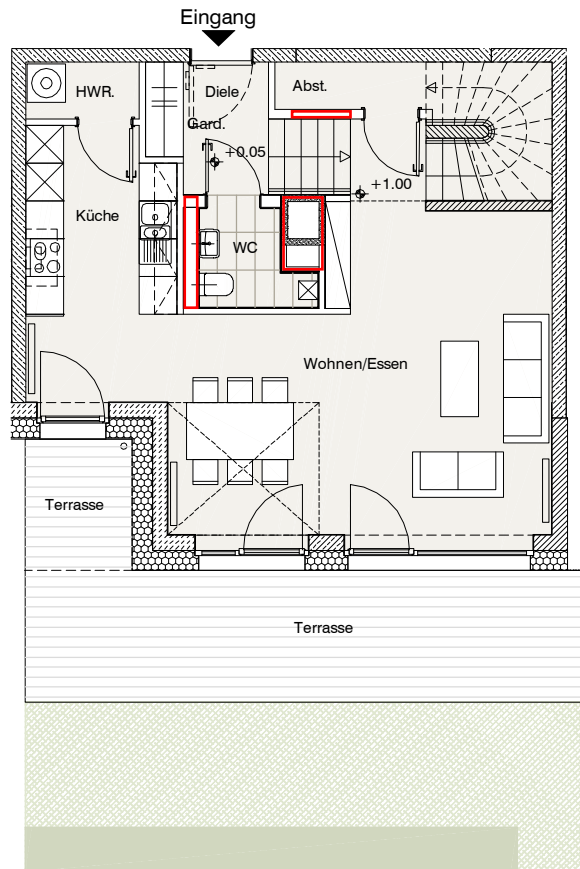 Eingang
HWR.
Diele
Abst.
Gard.
+0.05
+1.00
Küche
WC
Wohnen/Essen
Terrasse
Terrasse